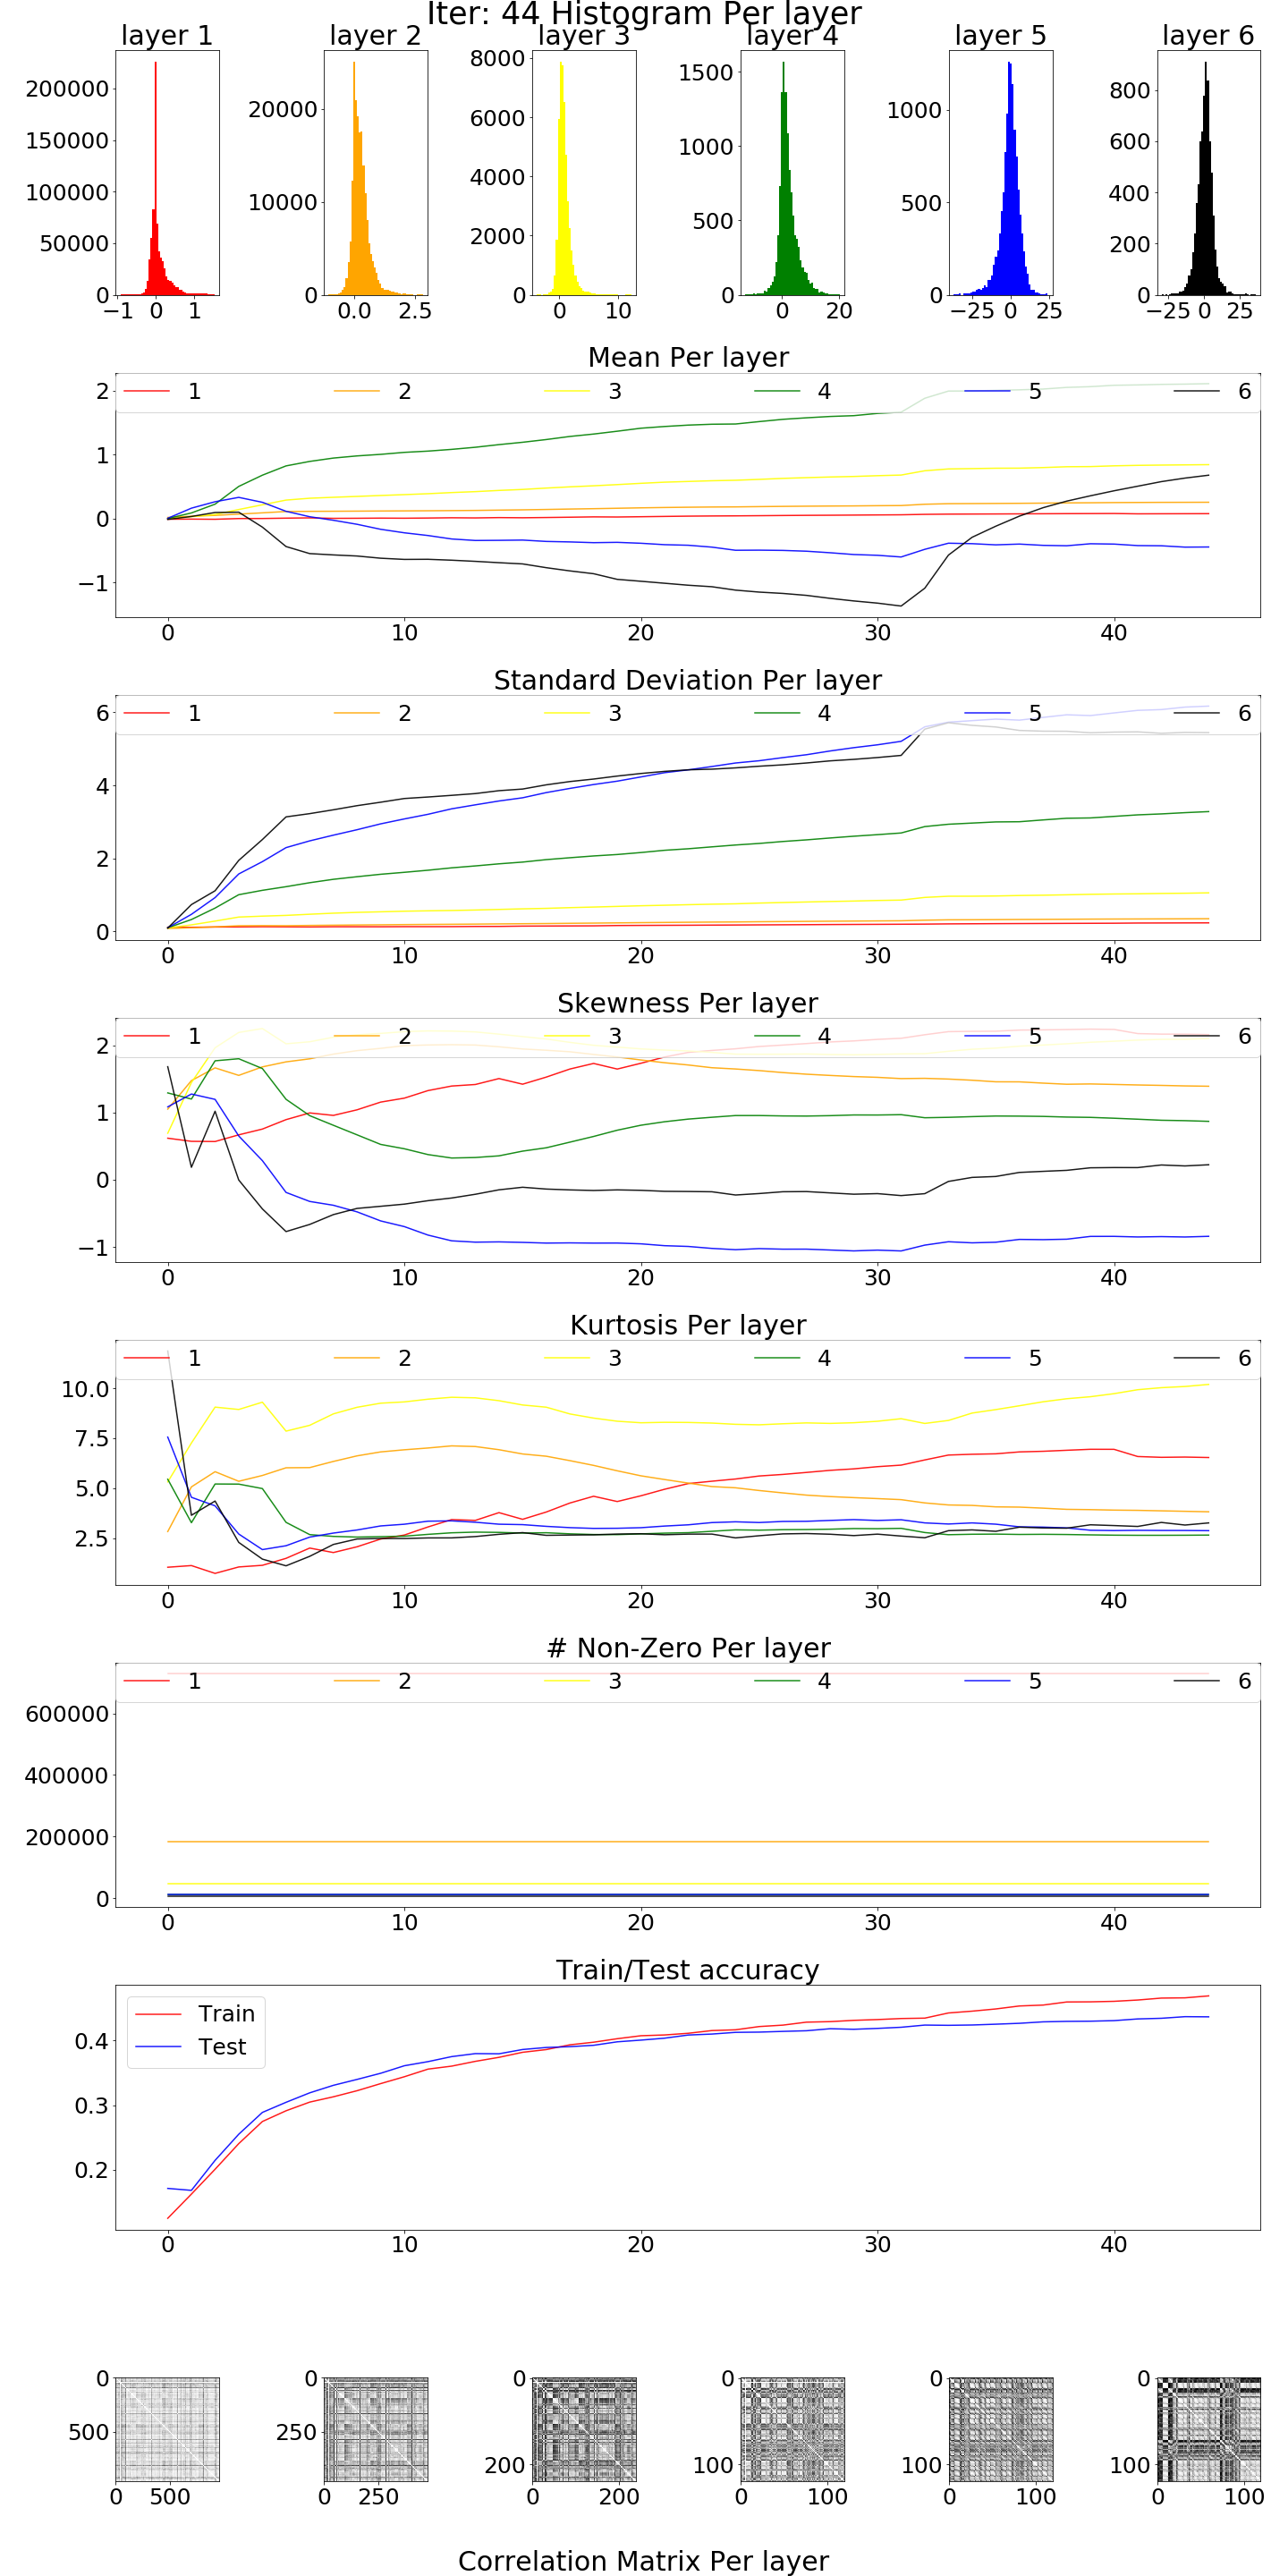 Iter: 44 Histogram Per layer
layer 1 layer 2 layer 3 layer 4 layer 5 layer 6
200000
150000
100000
50000
0
−1 0 1
20000
10000
0
0.0 2.5
8000
6000
4000
2000
0
0 10
1500
1000
500
0
0 20
1000
500
0
−25 0 25
800
600
400
200
0
−25 0 25
Mean Per layer
1 2 3 4 5 6
2
1
0
−1
0 10 20 30 40
Standard Deviation Per layer
1 2 3 4 5 6
6
4
2
0
0 10 20 30 40
Skewness Per layer
1 2 3 4 5 6
2
1
0
−1
0 10 20 30 40
Kurtosis Per layer
1 2 3 4 5 6
10.0
7.5
5.0
2.5
0 10 20 30 40
# Non-Zero Per layer
1 2 3 4 5 6
600000
400000
200000
0
0 10 20 30 40
Train/Test accuracy
Train
Test
0.4
0.3
0.2
0 10 20 30 40
0
500
0 500
0
250
0 250
0
200
0 200
0
100
0 100
0
100
0 100
0
100
0 100
Correlation Matrix Per layer